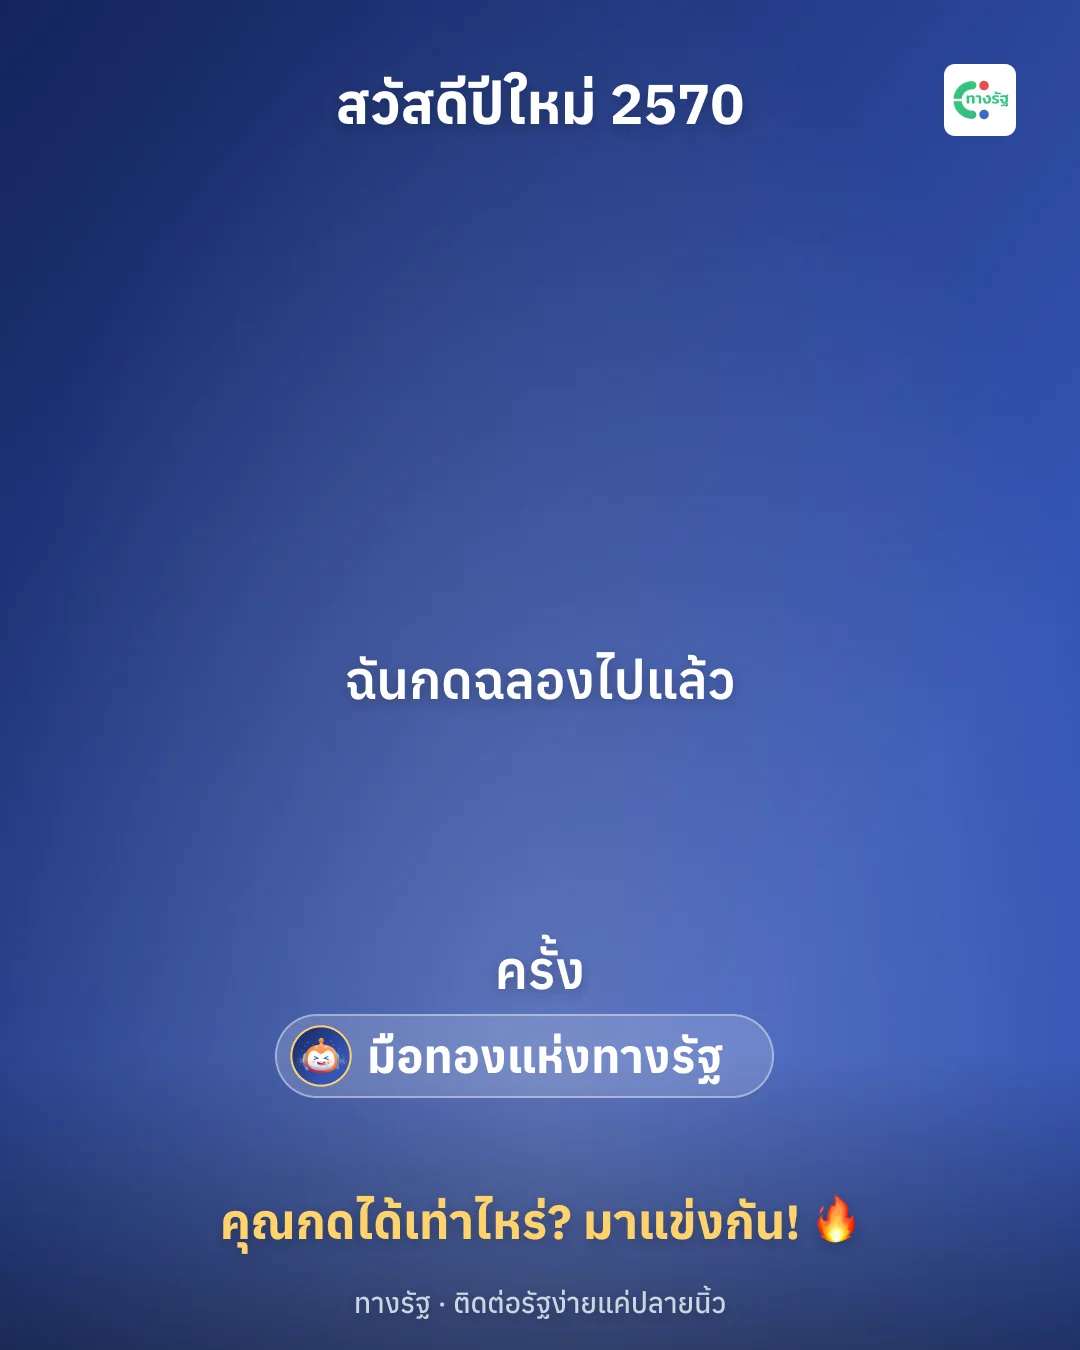 สวัสดีปีใหม่ 2570
ทางรัฐ
ฉันกดฉลองไปแล้ว
ครั้ง
มือทองแห่งทางรัฐ
คุณกดได้เท่าไหร่? มาแข่งกัน! 🔥
ทางรัฐ · ติดต่อรัฐง่ายแค่ปลายนิ้ว